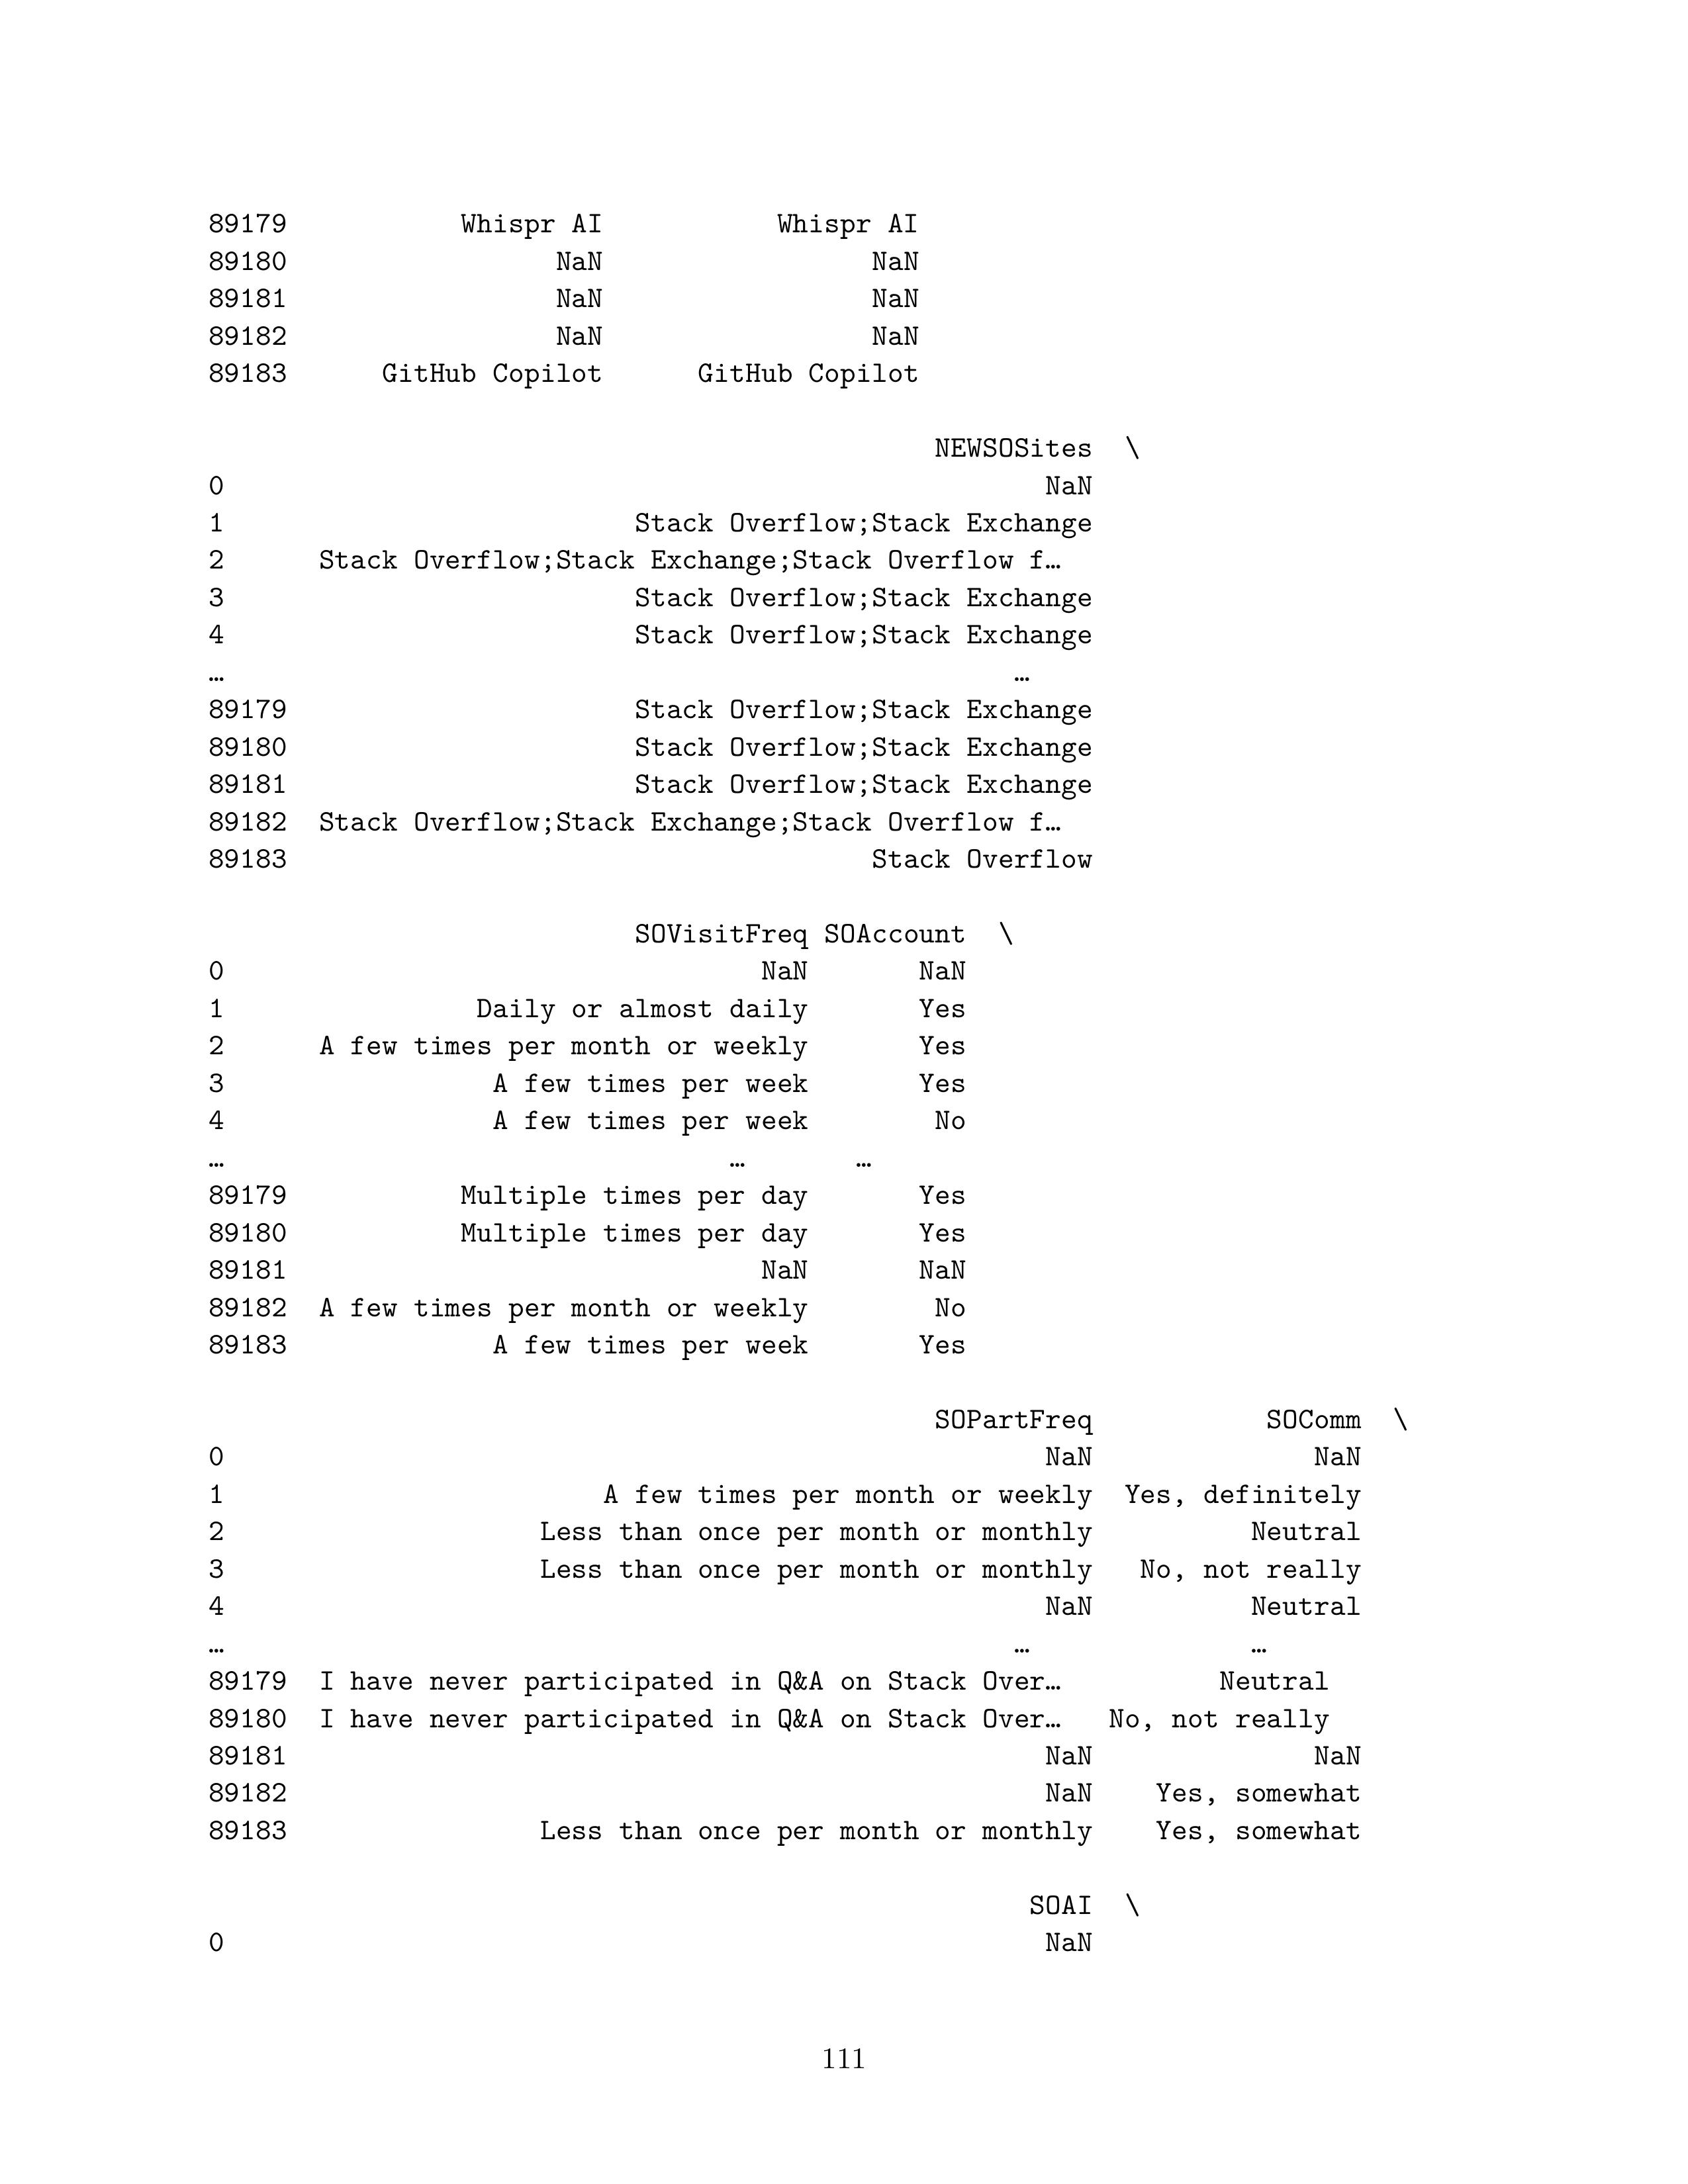 89179           Whispr AI           Whispr AI
89180                 NaN                 NaN
89181                 NaN                 NaN
89182                 NaN                 NaN
89183      GitHub Copilot      GitHub Copilot
NEWSOSites  \
0                                                    NaN
1                          Stack Overflow;Stack Exchange
2      Stack Overflow;Stack Exchange;Stack Overflow f…
3                          Stack Overflow;Stack Exchange
4                          Stack Overflow;Stack Exchange
…                                                  …
89179                      Stack Overflow;Stack Exchange
89180                      Stack Overflow;Stack Exchange
89181                      Stack Overflow;Stack Exchange
89182  Stack Overflow;Stack Exchange;Stack Overflow f…
89183                                     Stack Overflow
SOVisitFreq SOAccount  \
0                                  NaN       NaN
1                Daily or almost daily       Yes
2      A few times per month or weekly       Yes
3                 A few times per week       Yes
4                 A few times per week        No
…                                …       …
89179           Multiple times per day       Yes
89180           Multiple times per day       Yes
89181                              NaN       NaN
89182  A few times per month or weekly        No
89183             A few times per week       Yes
SOPartFreq           SOComm  \
0                                                    NaN              NaN
1                        A few times per month or weekly  Yes, definitely
2                    Less than once per month or monthly          Neutral
3                    Less than once per month or monthly   No, not really
4                                                    NaN          Neutral
…                                                  …              …
89179  I have never participated in Q&A on Stack Over…          Neutral
89180  I have never participated in Q&A on Stack Over…   No, not really
89181                                                NaN              NaN
89182                                                NaN    Yes, somewhat
89183                Less than once per month or monthly    Yes, somewhat
SOAI  \
0                                                    NaN
111